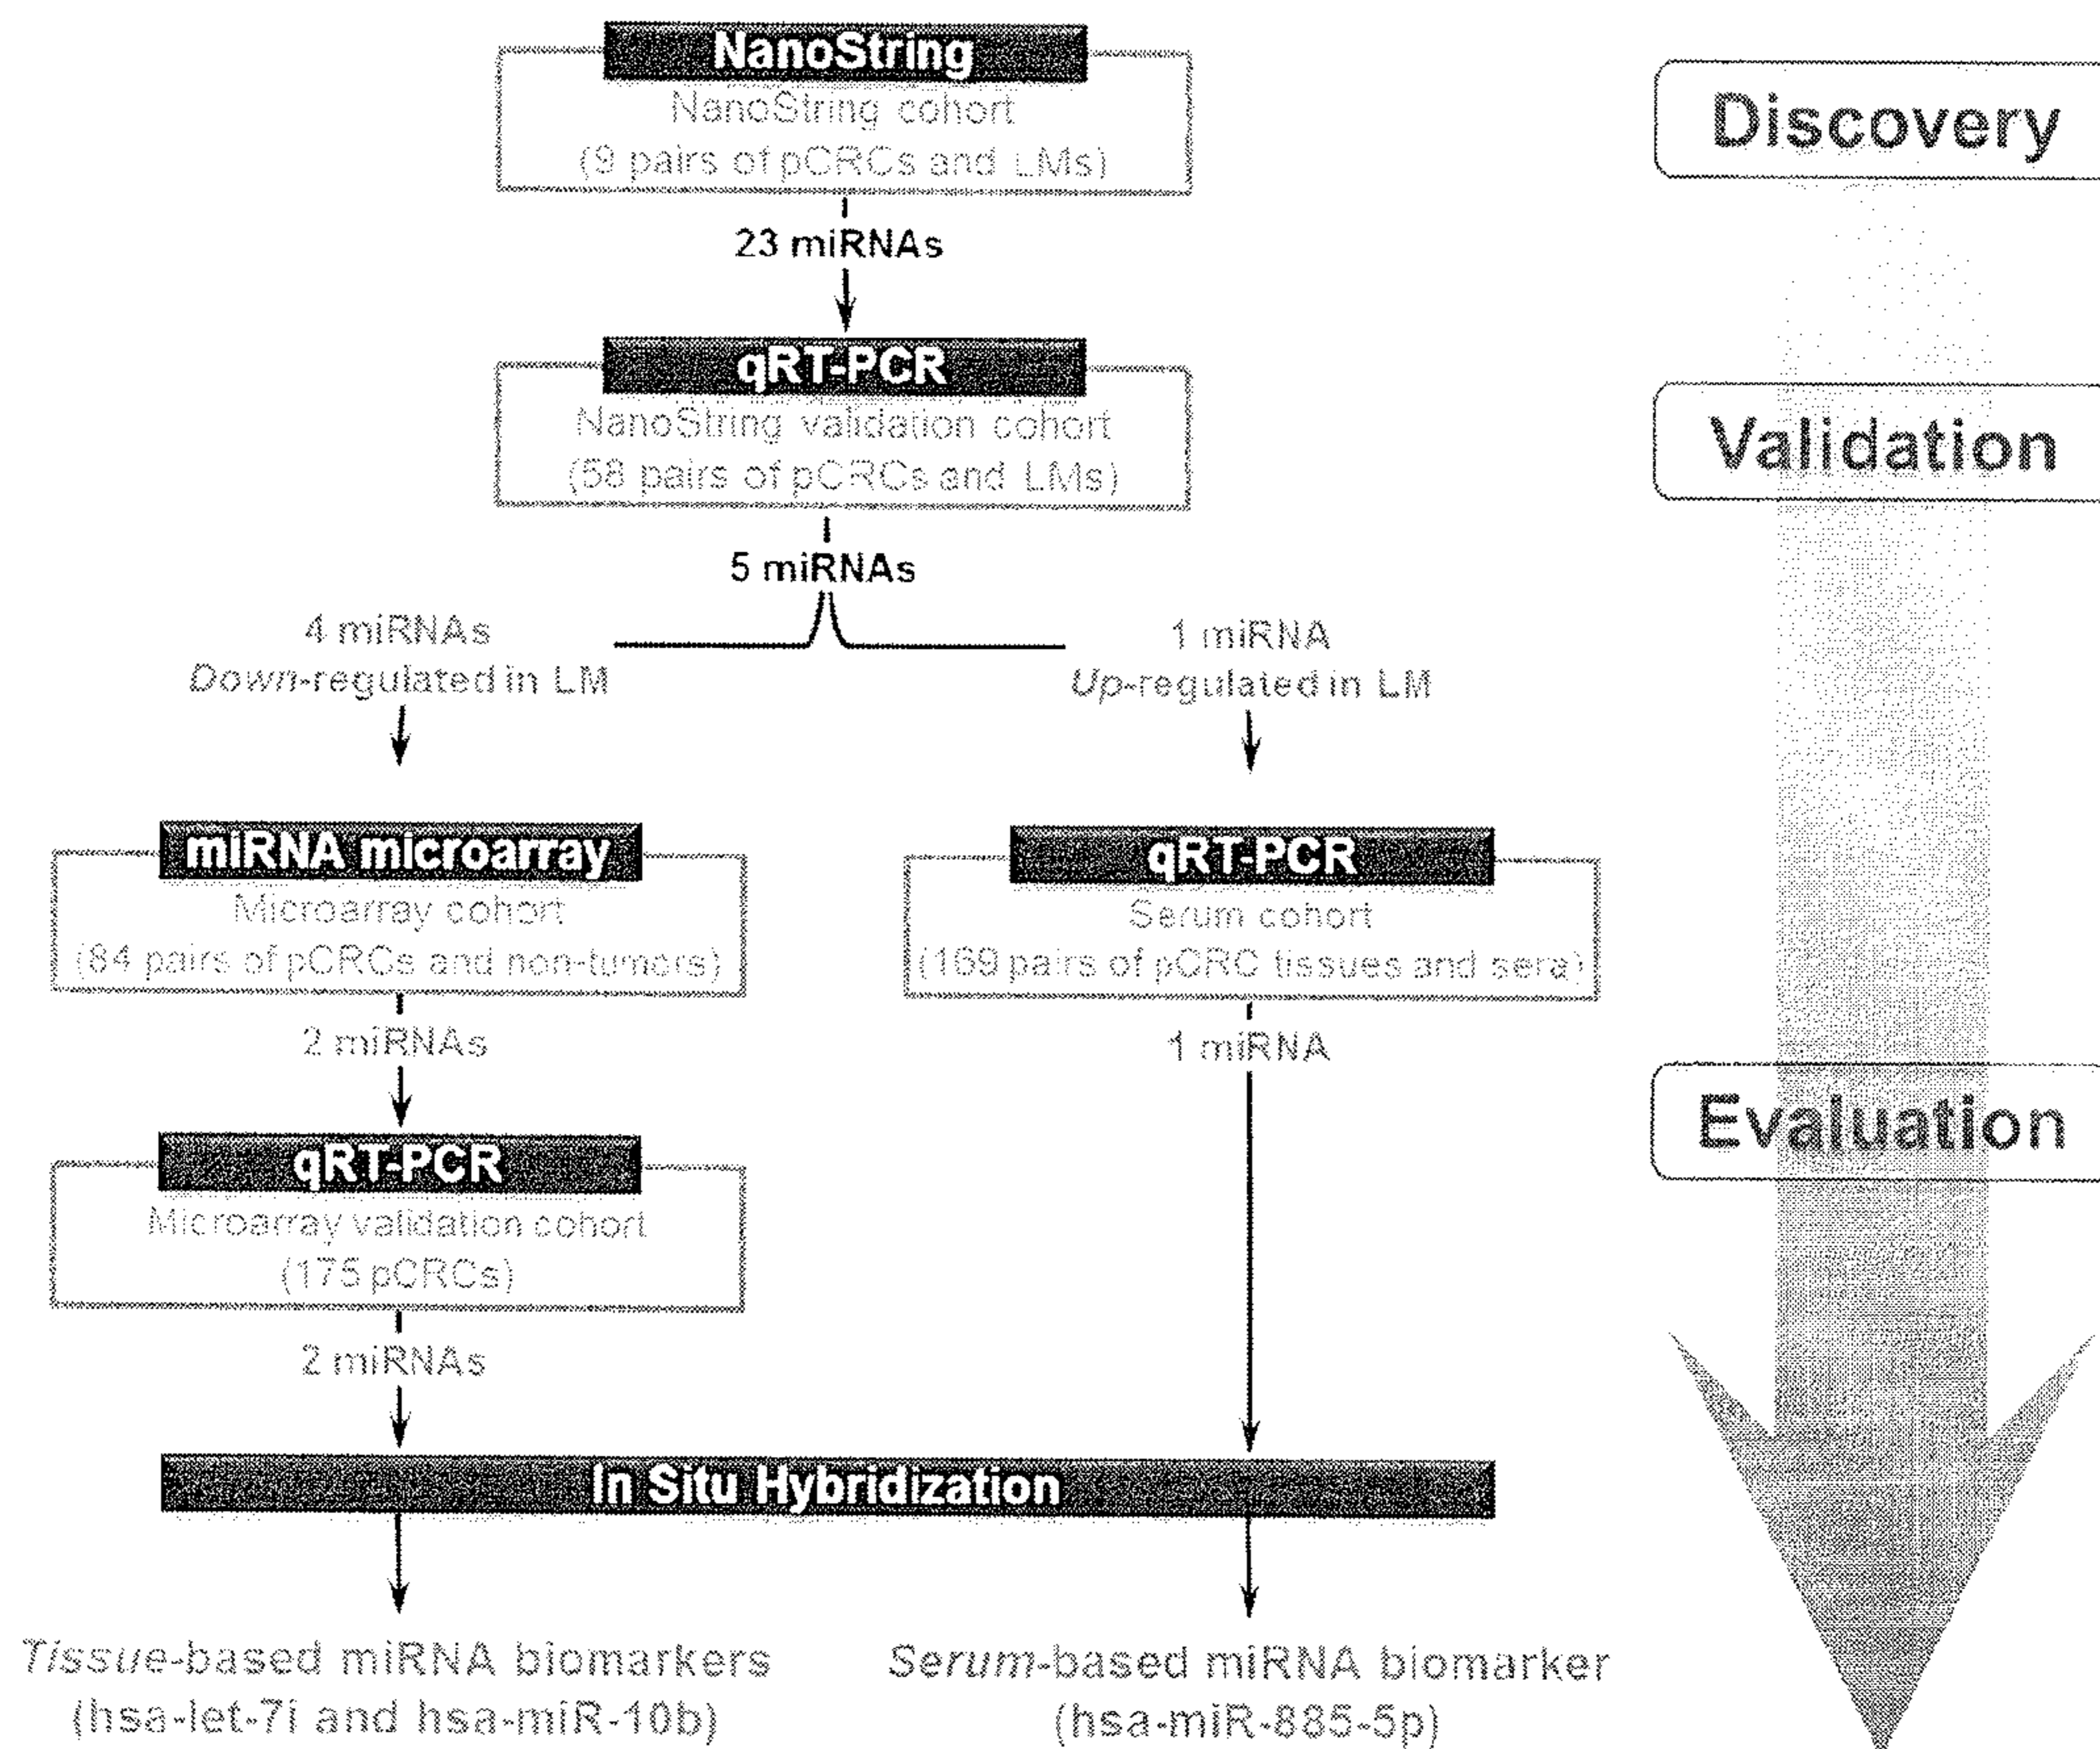 NanoString
NanoString cohort
(9 pairs of pCRCs and LMs)
23 miRNAs
qRT-PCR
NanoString validation cohort
(58 pairs of pCRCs and LMs)
5 miRNAs
4 miRNAs
Down-regulated in LM
1 miRNA
Up-regulated in LM
miRNA microarray
Microarray cohort
(84 pairs of pCRCs and non-tumors)
2 miRNAs
qRT-PCR
Microarray validation cohort
(175 pCRCs)
2 miRNAs
qRT-PCR
Serum cohort
(169 pairs of pCRC tissues and sera)
1 miRNA
In Situ Hybridization
Tissue-based miRNA biomarkers
(hsa-let-7i and hsa-miR-10b)
Serum-based miRNA biomarker
(hsa-miR-885-5p)
Discovery
Validation
Evaluation